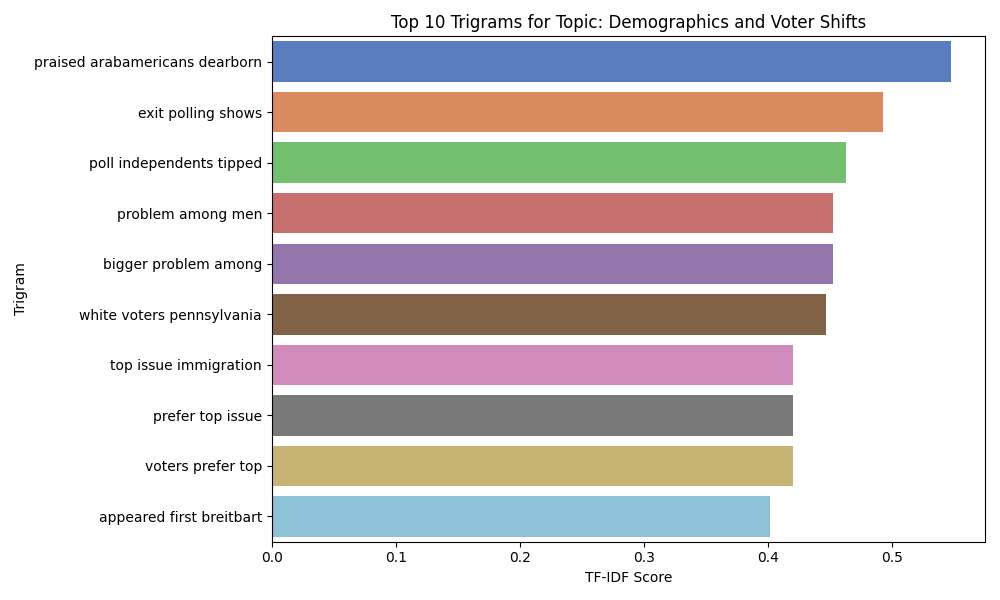 Top 10 Trigrams for Topic: Demographics and Voter Shifts
praised arabamericans dearborn
exit polling shows
poll independents tipped
problem among men
bigger problem among
white voters pennsylvania
top issue immigration
prefer top issue
voters prefer top
appeared first breitbart
Trigram
0.0 0.1 0.2 0.3 0.4 0.5
TF-IDF Score